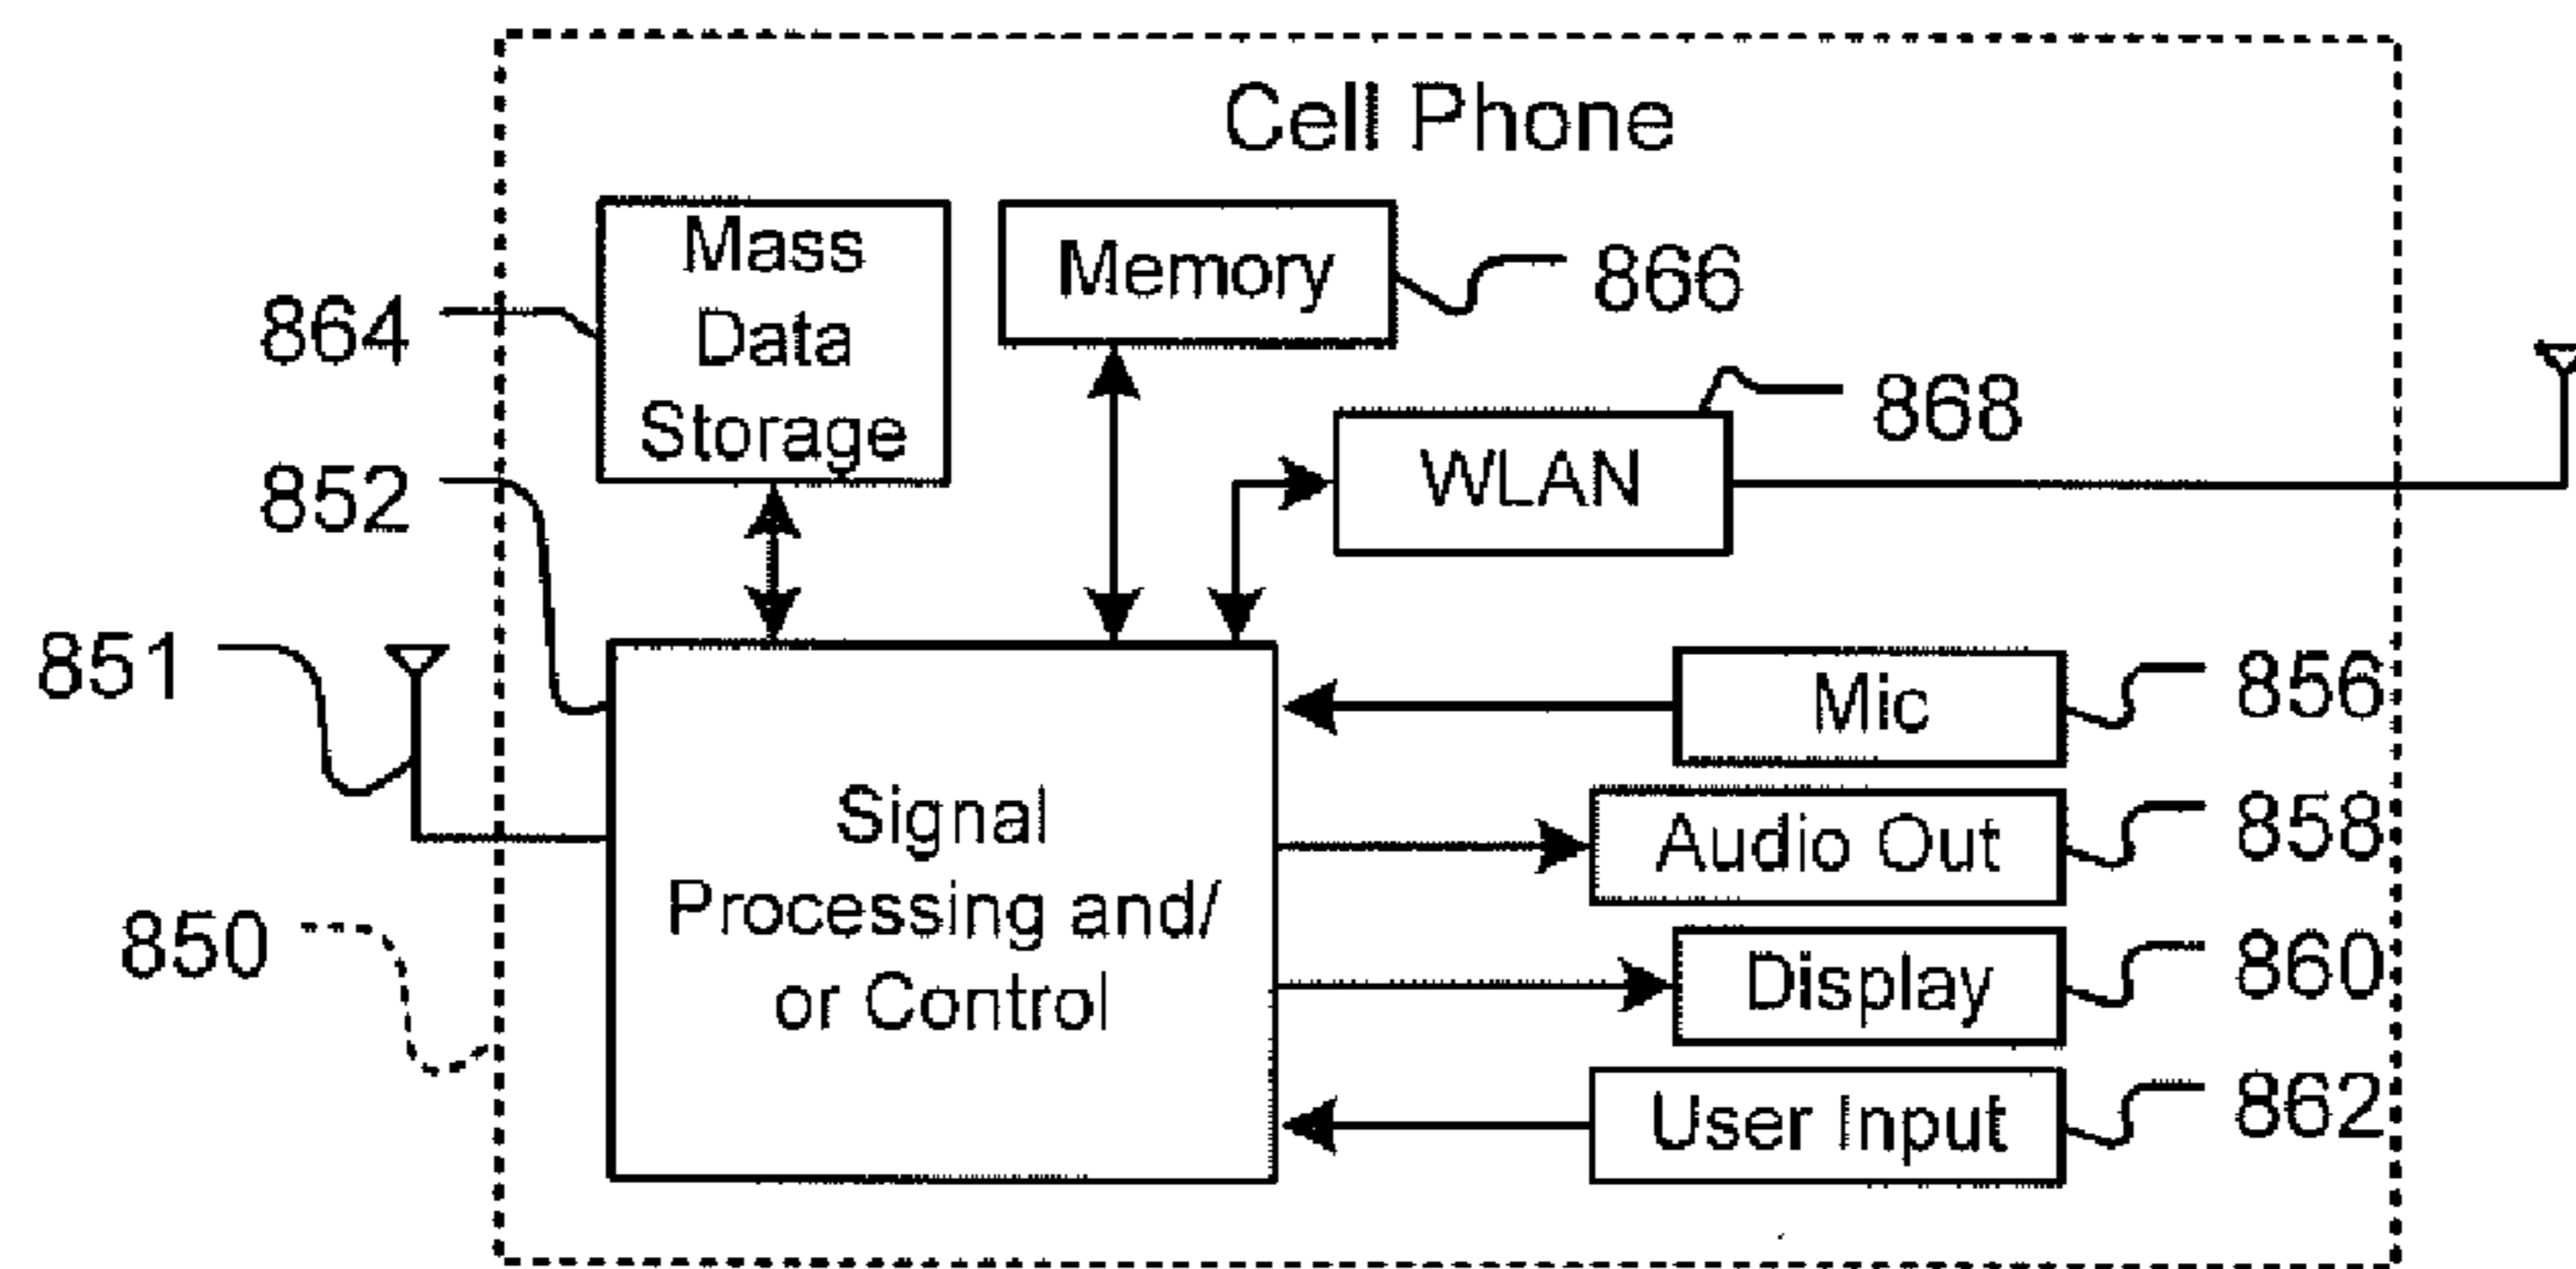 Cell Phone
Mass
Data
Storage
Memory
866
864
868
WLAN
852
851
Mic
856
Signal
Processing and/
or Control
Audio Out
858
850
Display
860
User Input
862